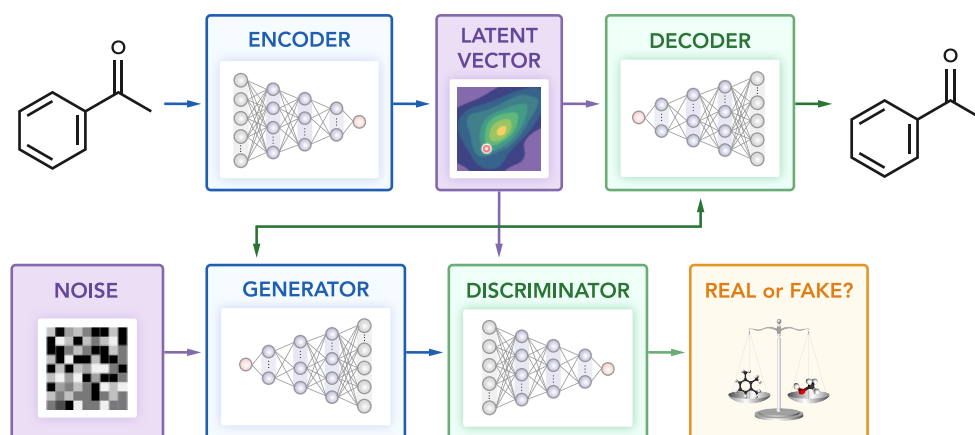 O
ENCODER
LATENT
VECTOR
DECODER
O
NOISE
GENERATOR
DISCRIMINATOR
REAL or FAKE?